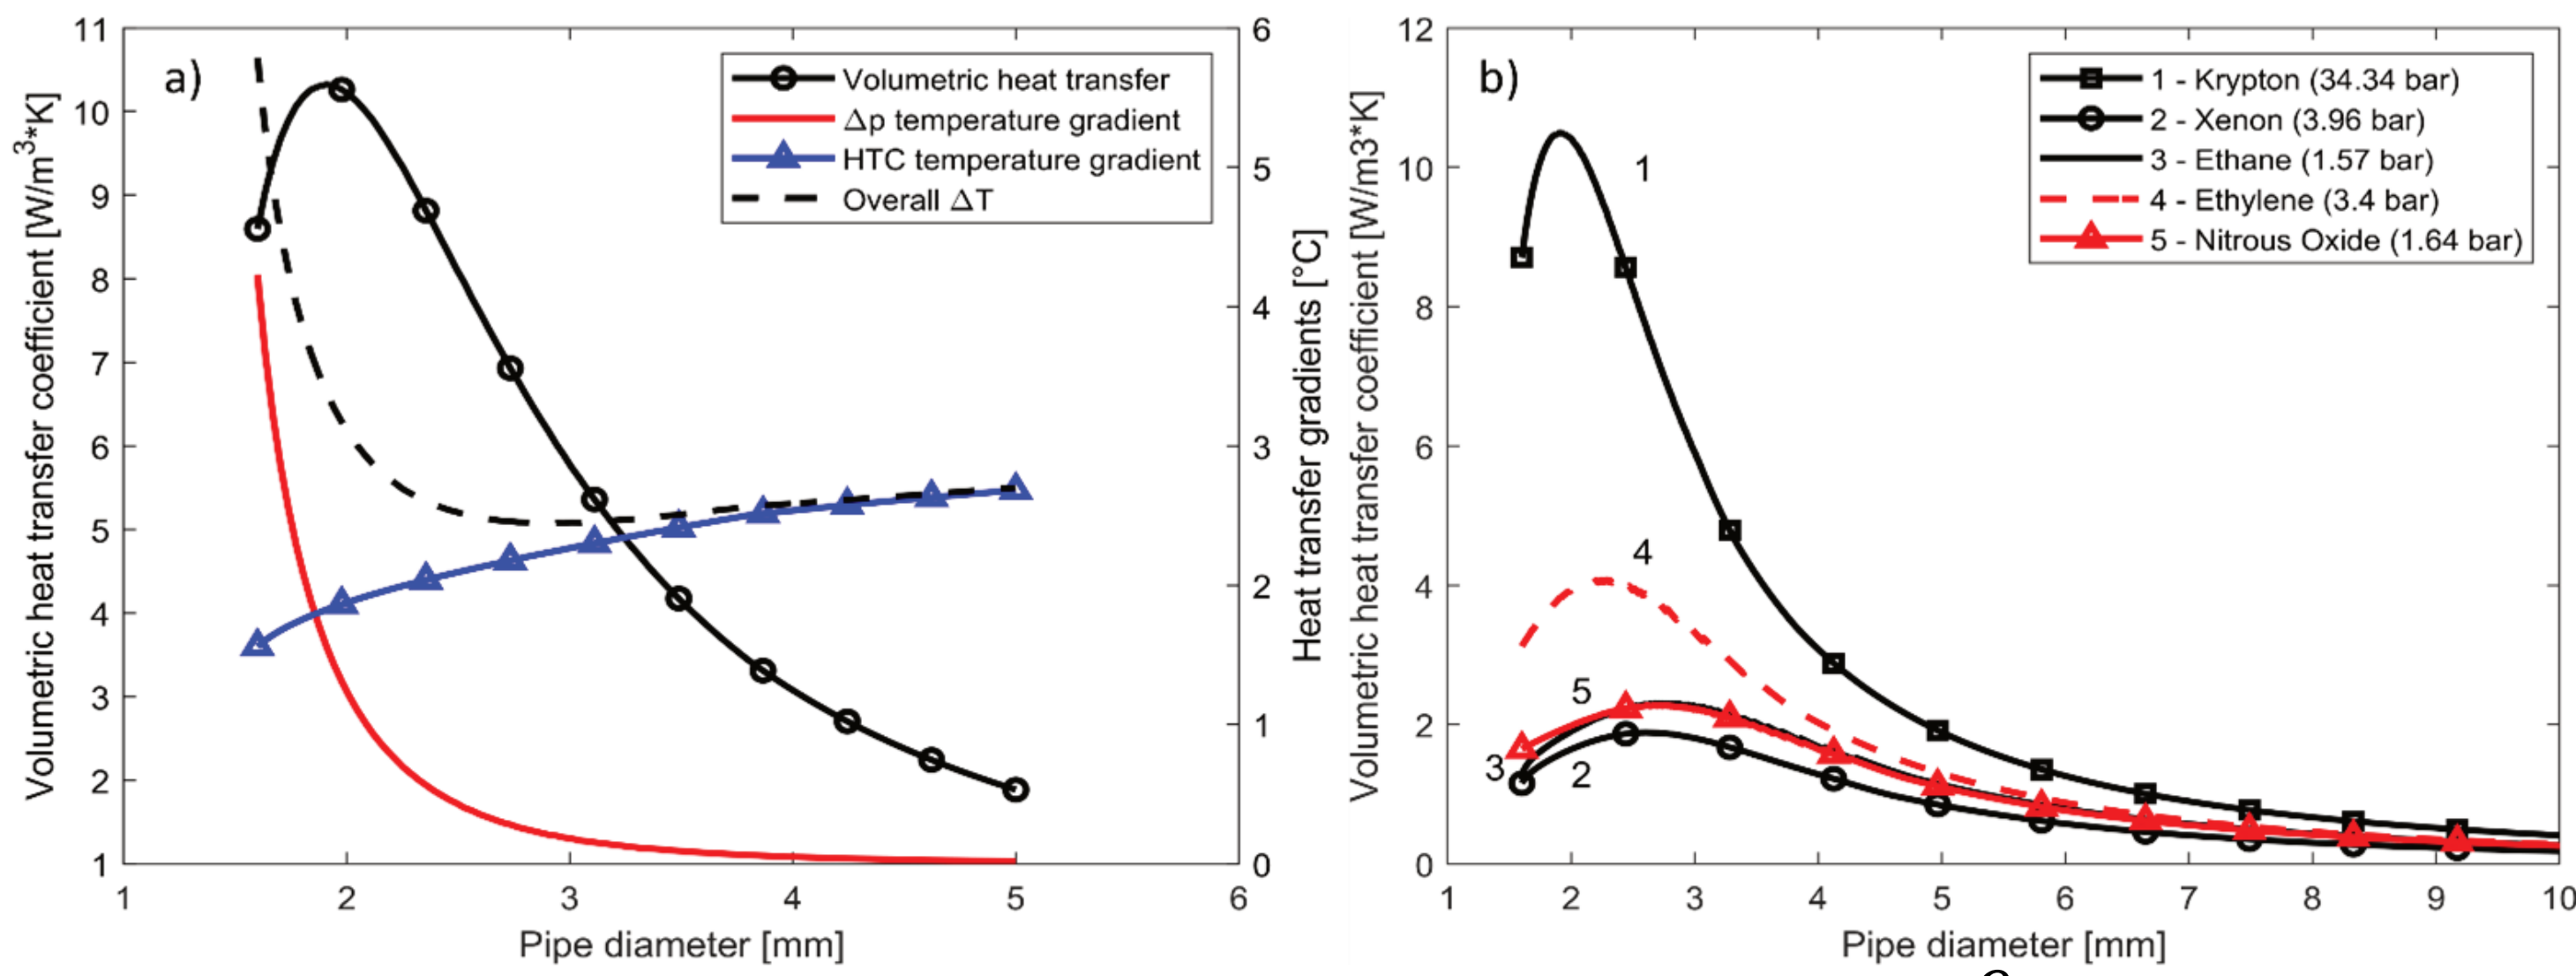 a)
Volumetric heat transfer
Δp temperature gradient
HTC temperature gradient
Overall ΔT
Volumetric heat transfer coefficient [W/m³*K]
11
10
9
8
7
6
5
4
3
2
1
Heat transfer gradients [°C]
6
5
4
3
2
1
0
1 2 3 4 5 6
Pipe diameter [mm]
b)
1 - Krypton (34.34 bar)
2 - Xenon (3.96 bar)
3 - Ethane (1.57 bar)
4 - Ethylene (3.4 bar)
5 - Nitrous Oxide (1.64 bar)
Volumetric heat transfer coefficient [W/m3*K]
12
10
8
6
4
2
0
1
4
5
3
2
1 2 3 4 5 6 7 8 9 10
Pipe diameter [mm]